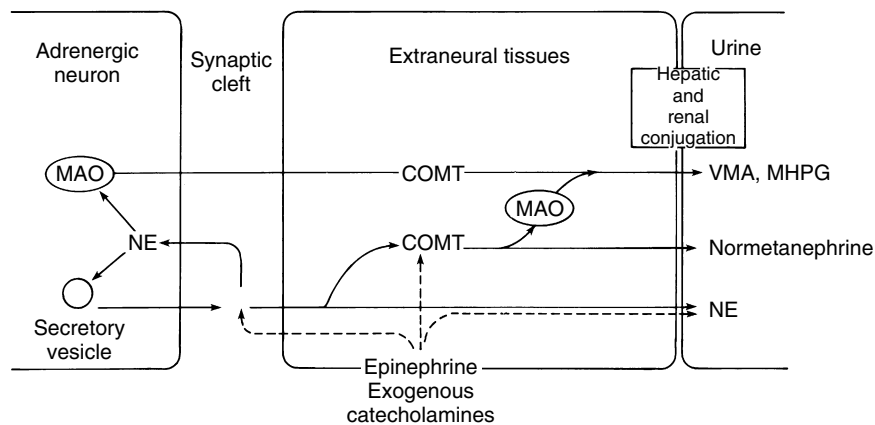 Adrenergic
neuron
Synaptic
cleft
Extraneural tissues
Urine
Hepatic
and
renal
conjugation
MAO
COMT
VMA, MHPG
MAO
NE
COMT
Normetanephrine
NE
Secretory
vesicle
Epinephrine
Exogenous
catecholamines